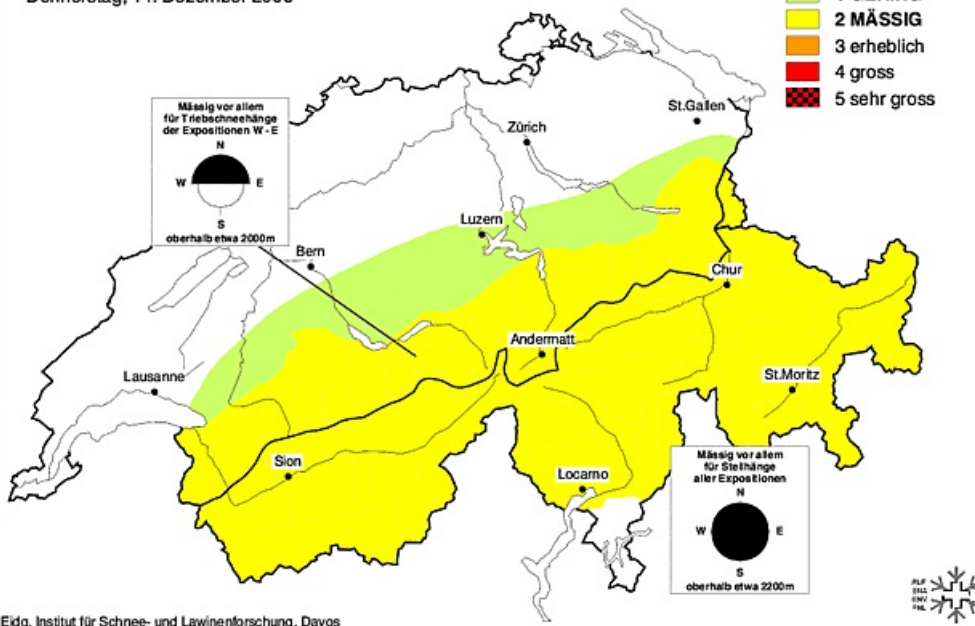 2 MÄSSIG
3 erheblich
4 gross
5 sehr gross
St.Gallen
Zürich
Mässig vor allem
für Triebschneehänge
der Expositionen W - E
N
W E
S
oberhalb etwa 2000m
Luzern
Bern
Chur
Andermatt
Lausanne
St.Moritz
Sion
Locarno
Mässig vor allem
für Steilhänge
aller Expositionen
N
W E
S
oberhalb etwa 2200m
SLF
ENA
Eidg. Institut für Schnee- und Lawinenforschung, Davos